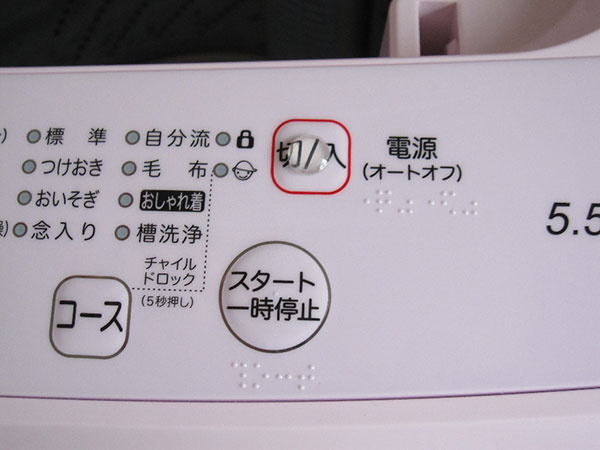 標準 自分流
つけおき 毛布
おいそぎ おしゃれ着
念入り 槽洗浄
チャイル
ドロック
(5秒押し)
コース
切/入
電源
(オートオフ)
スタート
一時停止
5.5